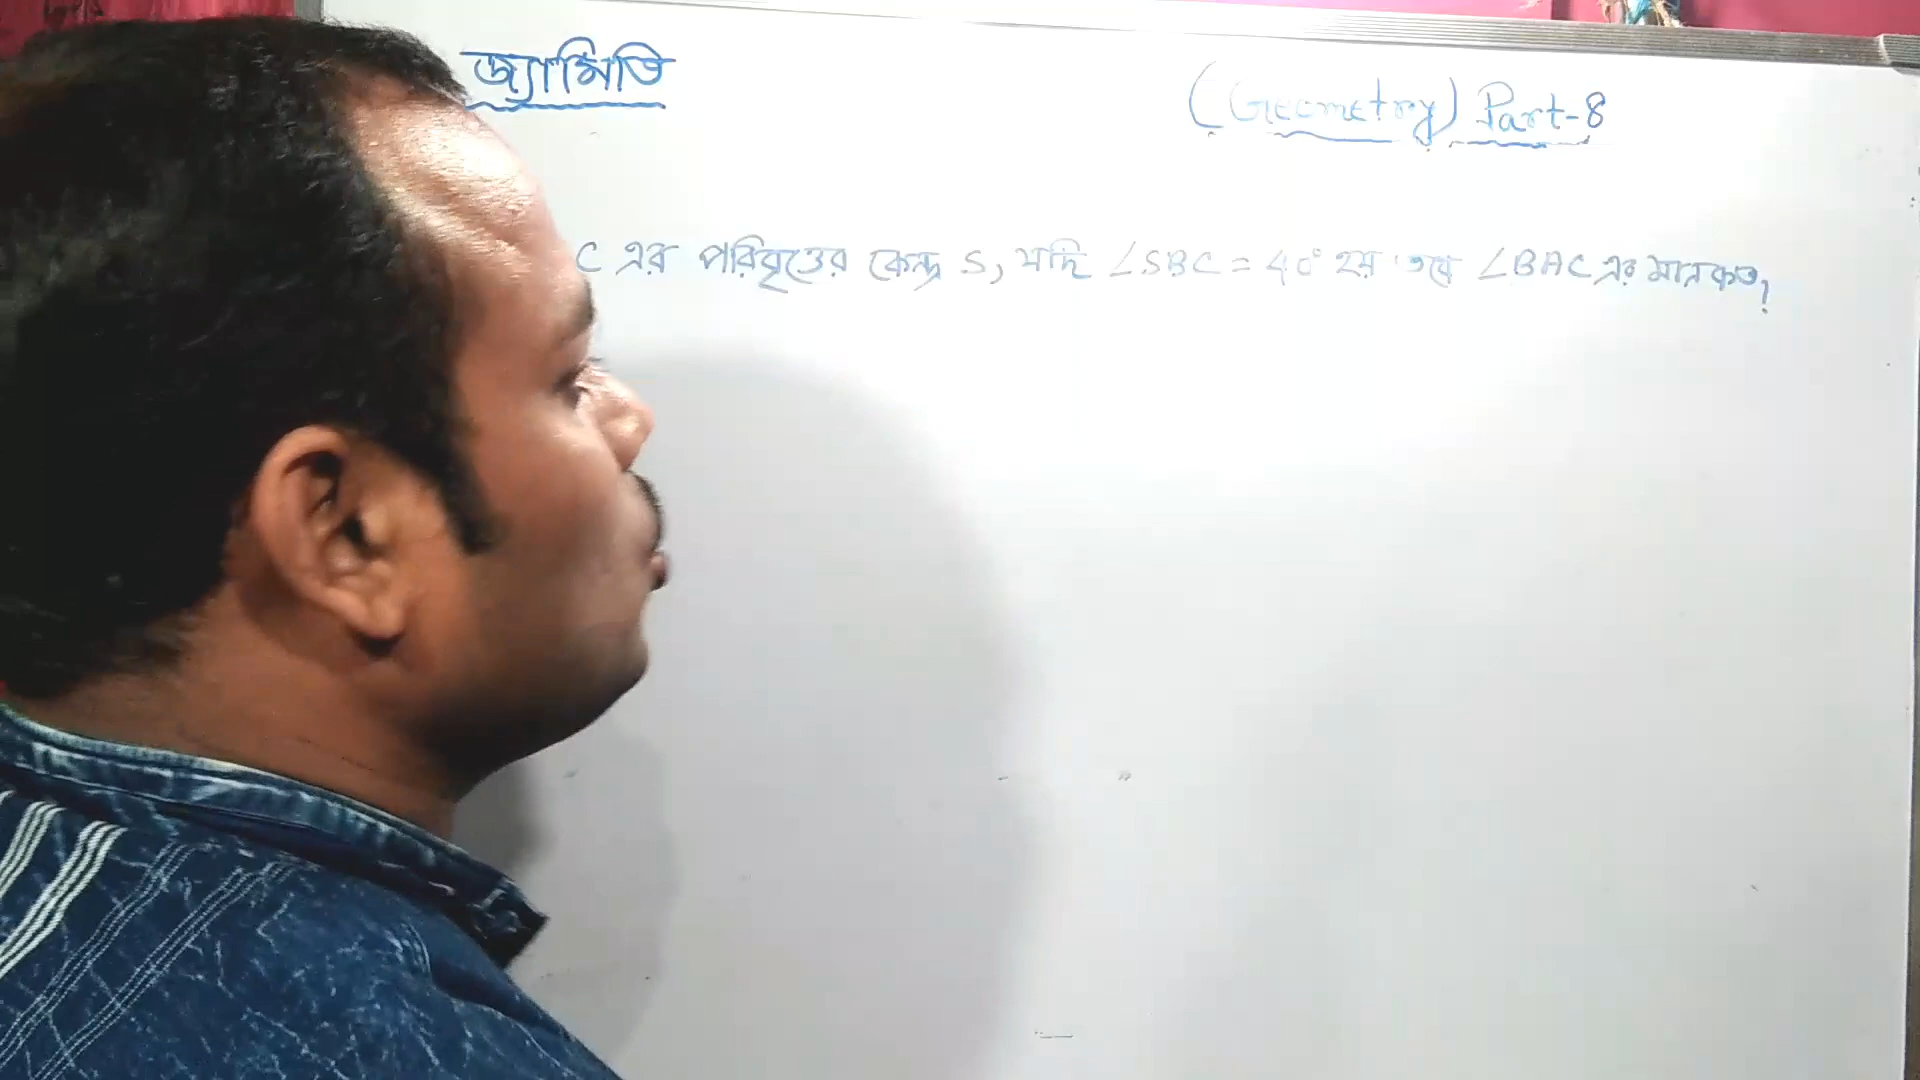 জ্যামিতি
(Geometry) Part-8
C এর পরিবৃত্তের কেন্দ্র S, যদি ∠SBC = 40° হয় তবে ∠BAC এর মান কত?